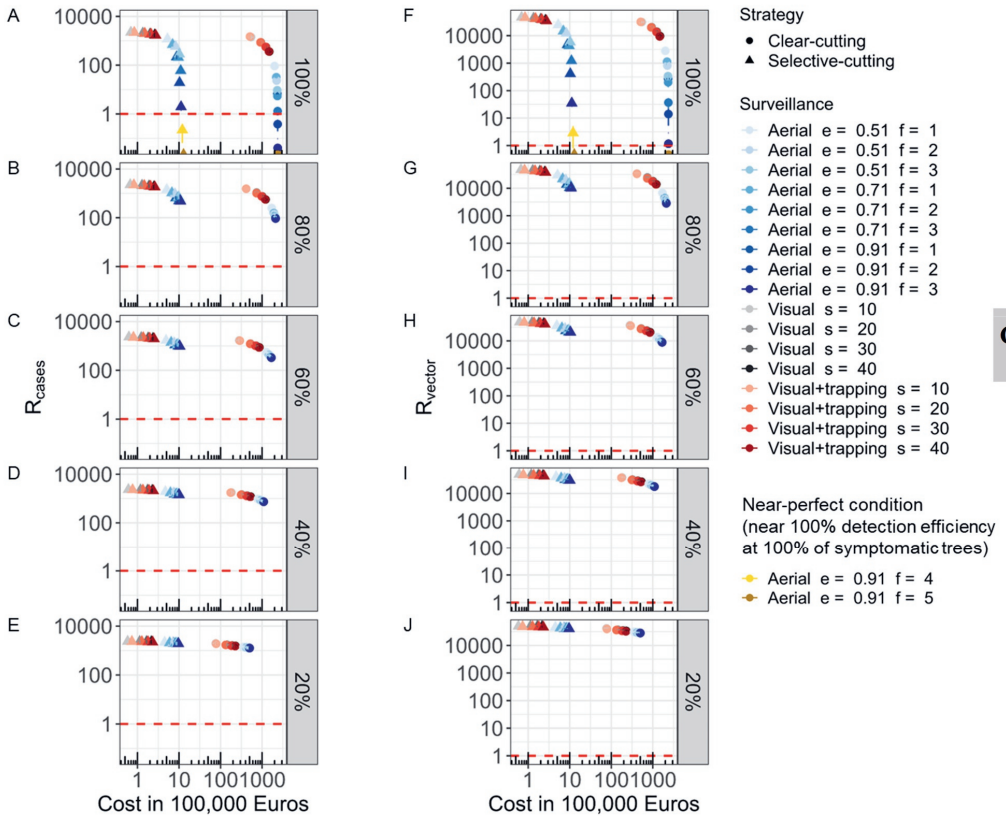 A
10000
100
1
100%
B
10000
100
1
80%
C
10000
100
1
60%
D
10000
100
1
40%
E
10000
100
1
20%
R cases
1 10 100 1000
Cost in 100,000 Euros
F
10000
1000
100
10
1
100%
G
10000
1000
100
10
1
80%
H
10000
1000
100
10
1
60%
I
10000
1000
100
10
1
40%
J
10000
1000
100
10
1
20%
R vector
1 10 100 1000
Cost in 100,000 Euros
Strategy
Clear-cutting
Selective-cutting
Surveillance
Aerial e = 0.51 f = 1
Aerial e = 0.51 f = 2
Aerial e = 0.51 f = 3
Aerial e = 0.71 f = 1
Aerial e = 0.71 f = 2
Aerial e = 0.71 f = 3
Aerial e = 0.91 f = 1
Aerial e = 0.91 f = 2
Aerial e = 0.91 f = 3
Visual s = 10
Visual s = 20
Visual s = 30
Visual s = 40
Visual+trapping s = 10
Visual+trapping s = 20
Visual+trapping s = 30
Visual+trapping s = 40
Near-perfect condition
(near 100% detection efficiency
at 100% of symptomatic trees)
Aerial e = 0.91 f = 4
Aerial e = 0.91 f = 5